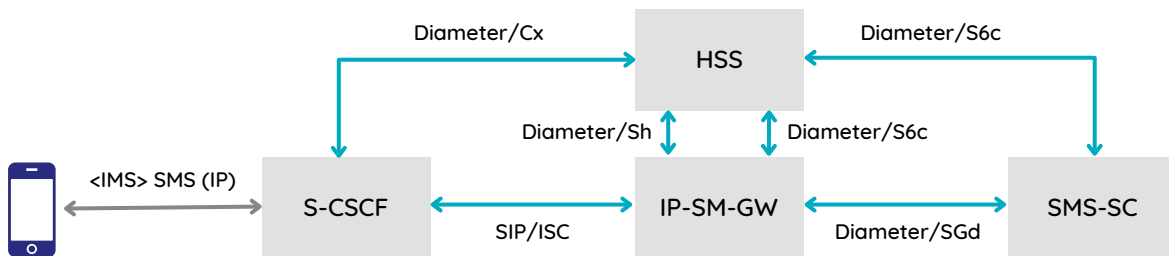 Diameter/Cx
HSS
Diameter/S6c
Diameter/Sh
Diameter/S6c
<IMS> SMS (IP)
S-CSCF
SIP/ISC
IP-SM-GW
Diameter/SGd
SMS-SC